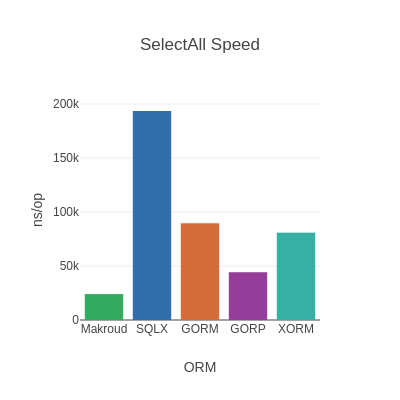 SelectAll Speed
200k
150k
100k
50k
0
ns/op
Makroud SQLX GORM GORP XORM
ORM